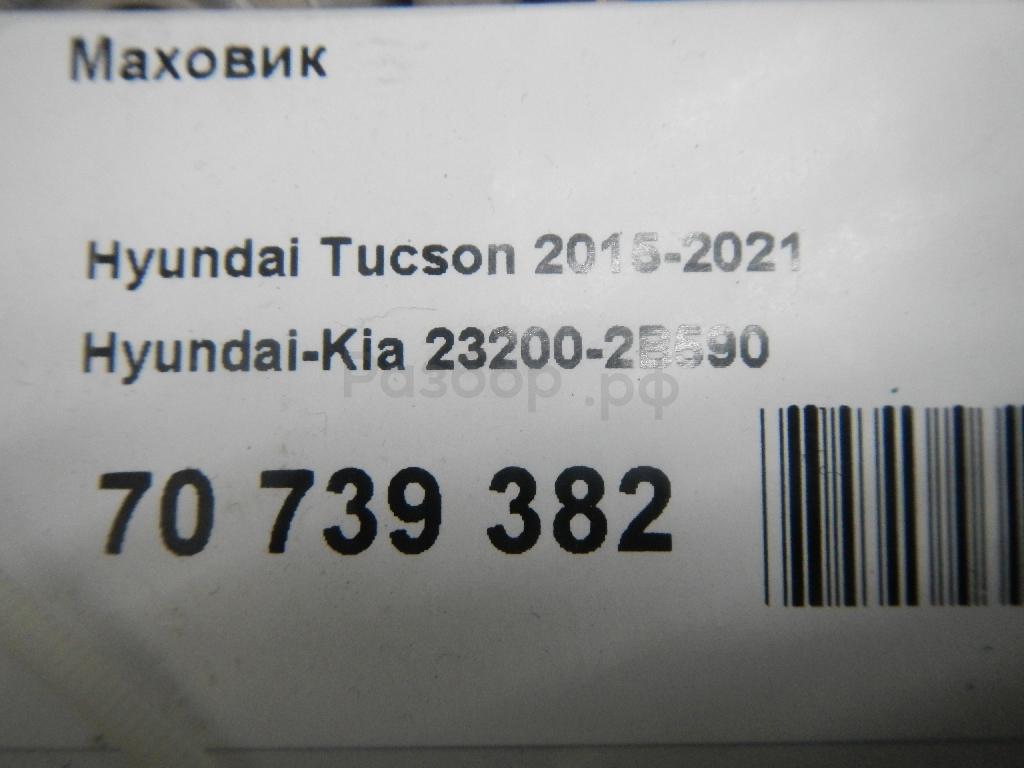 Маховик
Hyundai Tucson 2015-2021
Hyundai-Kia 23200-2B590
Разбор.рф
70 739 382